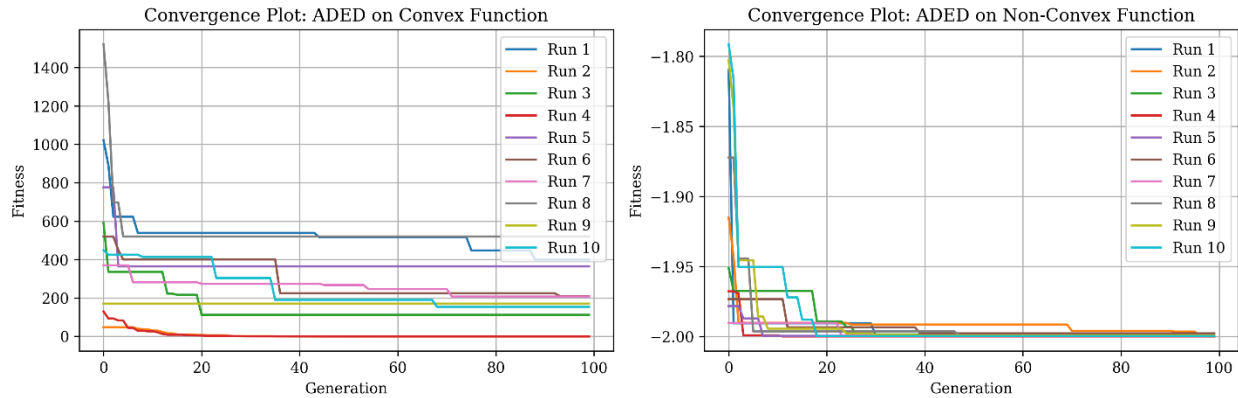 Convergence Plot: ADED on Convex Function
Fitness
1400
1200
1000
800
600
400
200
0
0
20
40
60
80
100
Generation
Run 1
Run 2
Run 3
Run 4
Run 5
Run 6
Run 7
Run 8
Run 9
Run 10
Convergence Plot: ADED on Non-Convex Function
Fitness
−1.80
−1.85
−1.90
−1.95
−2.00
0
20
40
60
80
100
Generation
Run 1
Run 2
Run 3
Run 4
Run 5
Run 6
Run 7
Run 8
Run 9
Run 10